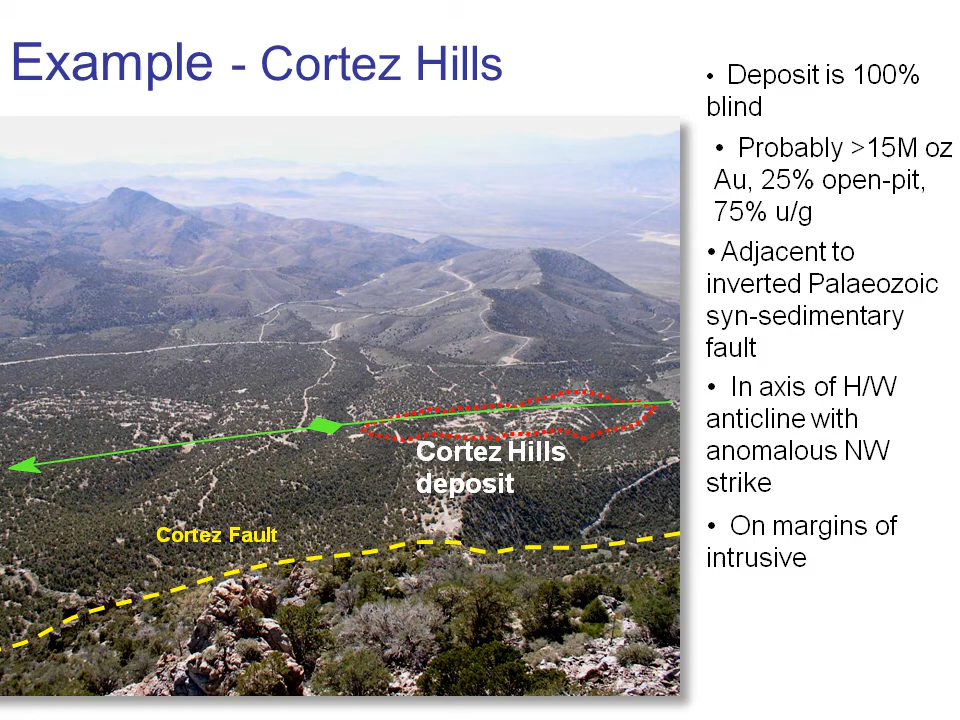 Example - Cortez Hills
• Deposit is 100%
blind
• Probably >15M oz
Au, 25% open-pit,
75% u/g
• Adjacent to
inverted Palaeozoic
syn-sedimentary
fault
• In axis of H/W
anticline with
anomalous NW
strike
• On margins of
intrusive
Cortez Hills
deposit
Cortez Fault